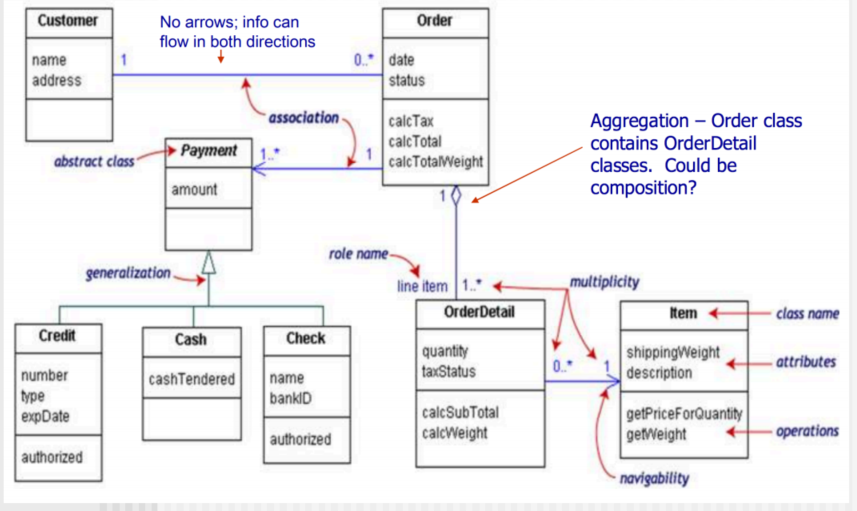 Customer
name
address
No arrows; info can
flow in both directions
1
0..*
Order
date
status
calcTax
calcTotal
calcTotalWeight
association
abstract class
Payment
amount
1..*
1
Aggregation – Order class
contains OrderDetail
classes. Could be
composition?
1
generalization
role name
line item
1..*
multiplicity
Credit
number
type
expDate
authorized
Cash
cashTendered
Check
name
bankID
authorized
OrderDetail
quantity
taxStatus
calcSubTotal
calcWeight
0..*
1
Item
shippingWeight
description
getPriceForQuantity
getWeight
class name
attributes
operations
navigability